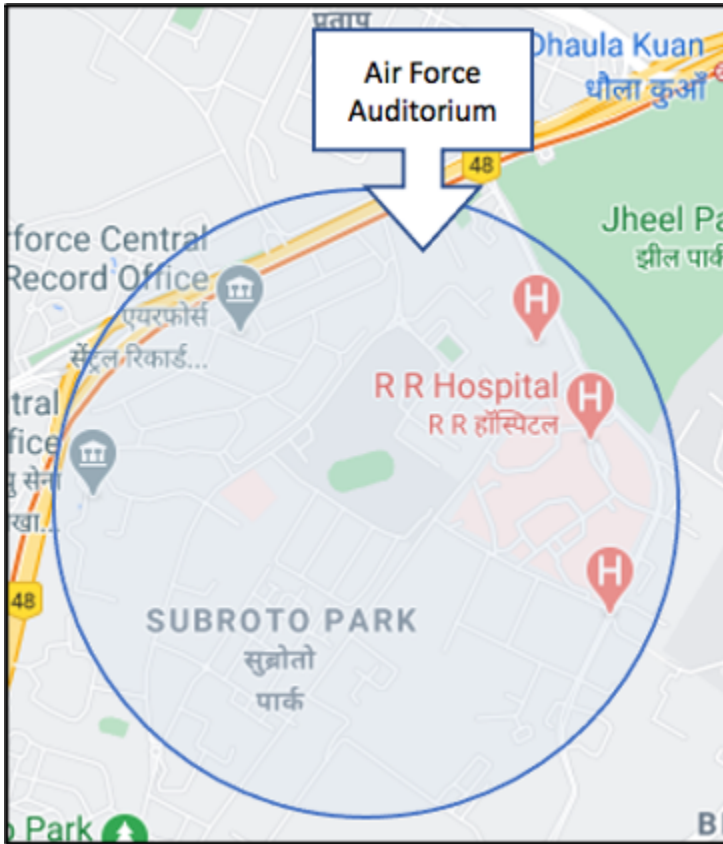 प्रताप
Dhaula Kuan
धौला कुआँ
Air Force
Auditorium
48
Jheel Pa
झील पार्क
rforce Central
Record Office
एयरफोर्स
सेंट्रल रिकार्ड...
R R Hospital
R R हॉस्पिटल
H
H
H
tral
fice
यु सेना
खा...
48
SUBROTO PARK
सुब्रोतो
पार्क
o Park